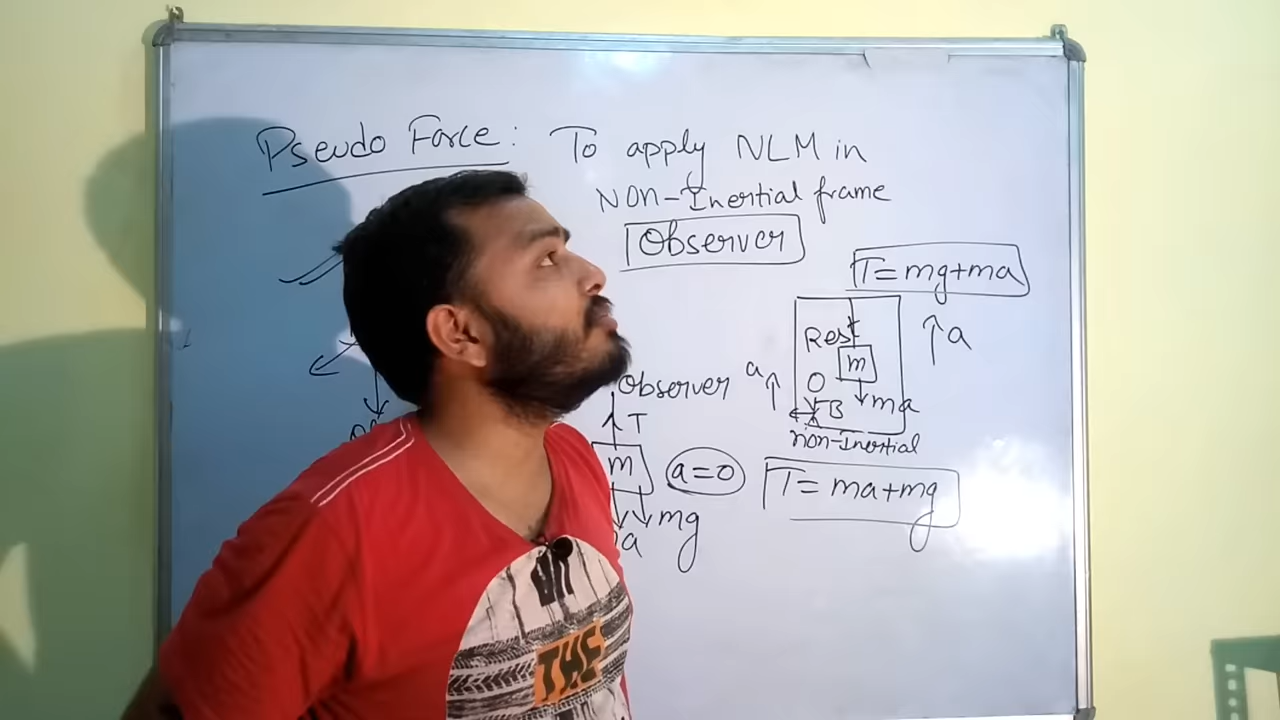 Pseudo Force: To apply NLM in
Non-Inertial frame
Observer
T=mg+ma
a
Rest
m
a
O
B
ma
non-Inertial
T=ma+mg
Observer
T
m
a=0
mg
a
THE